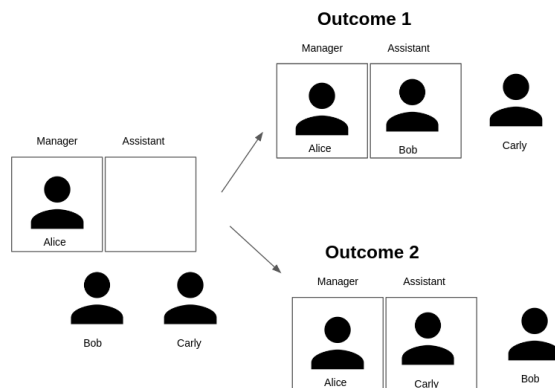 Outcome 1
Manager Assistant
Alice Bob Carly
Manager Assistant
Alice
Bob Carly
Outcome 2
Manager Assistant
Alice Carly Bob